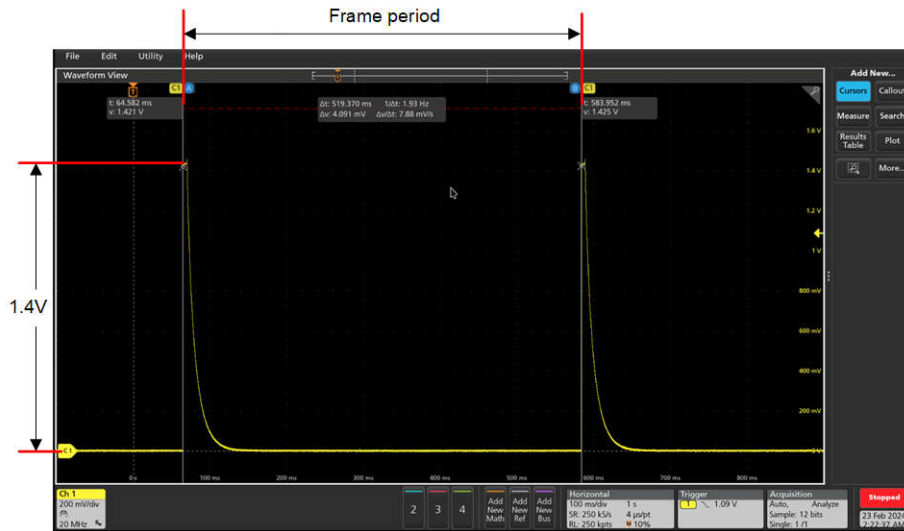 Frame period
File Edit Utility Help
Waveform View
Add New...
C1 A
B C1
t: 64.582 ms
v: 1.421 V
Δt: 519.370 ms 1/Δt: 1.93 Hz
Δv: 4.091 mV Δv/Δt: 7.88 mV/s
t: 583.952 ms
v: 1.425 V
Cursors Callout
Measure Search
Results Table Plot
More...
1.6 V
1.4 V
1.2 V
1 V
800 mV
600 mV
400 mV
200 mV
0 V
1.4V
C1
0 s 100 ms 200 ms 300 ms 400 ms 500 ms 600 ms 700 ms 800 ms
Ch 1
200 mV/div
20 MHz
2 3 4
Add New Math
Add New Ref
Add New Bus
Horizontal
100 ms/div 1 s
SR: 250 kS/s 4 µs/pt
RL: 250 kpts 10%
Trigger
1 1.09 V
Acquisition
Auto, Analyze
Sample: 12 bits
Single: 1 /1
Stopped
23 Feb 2024